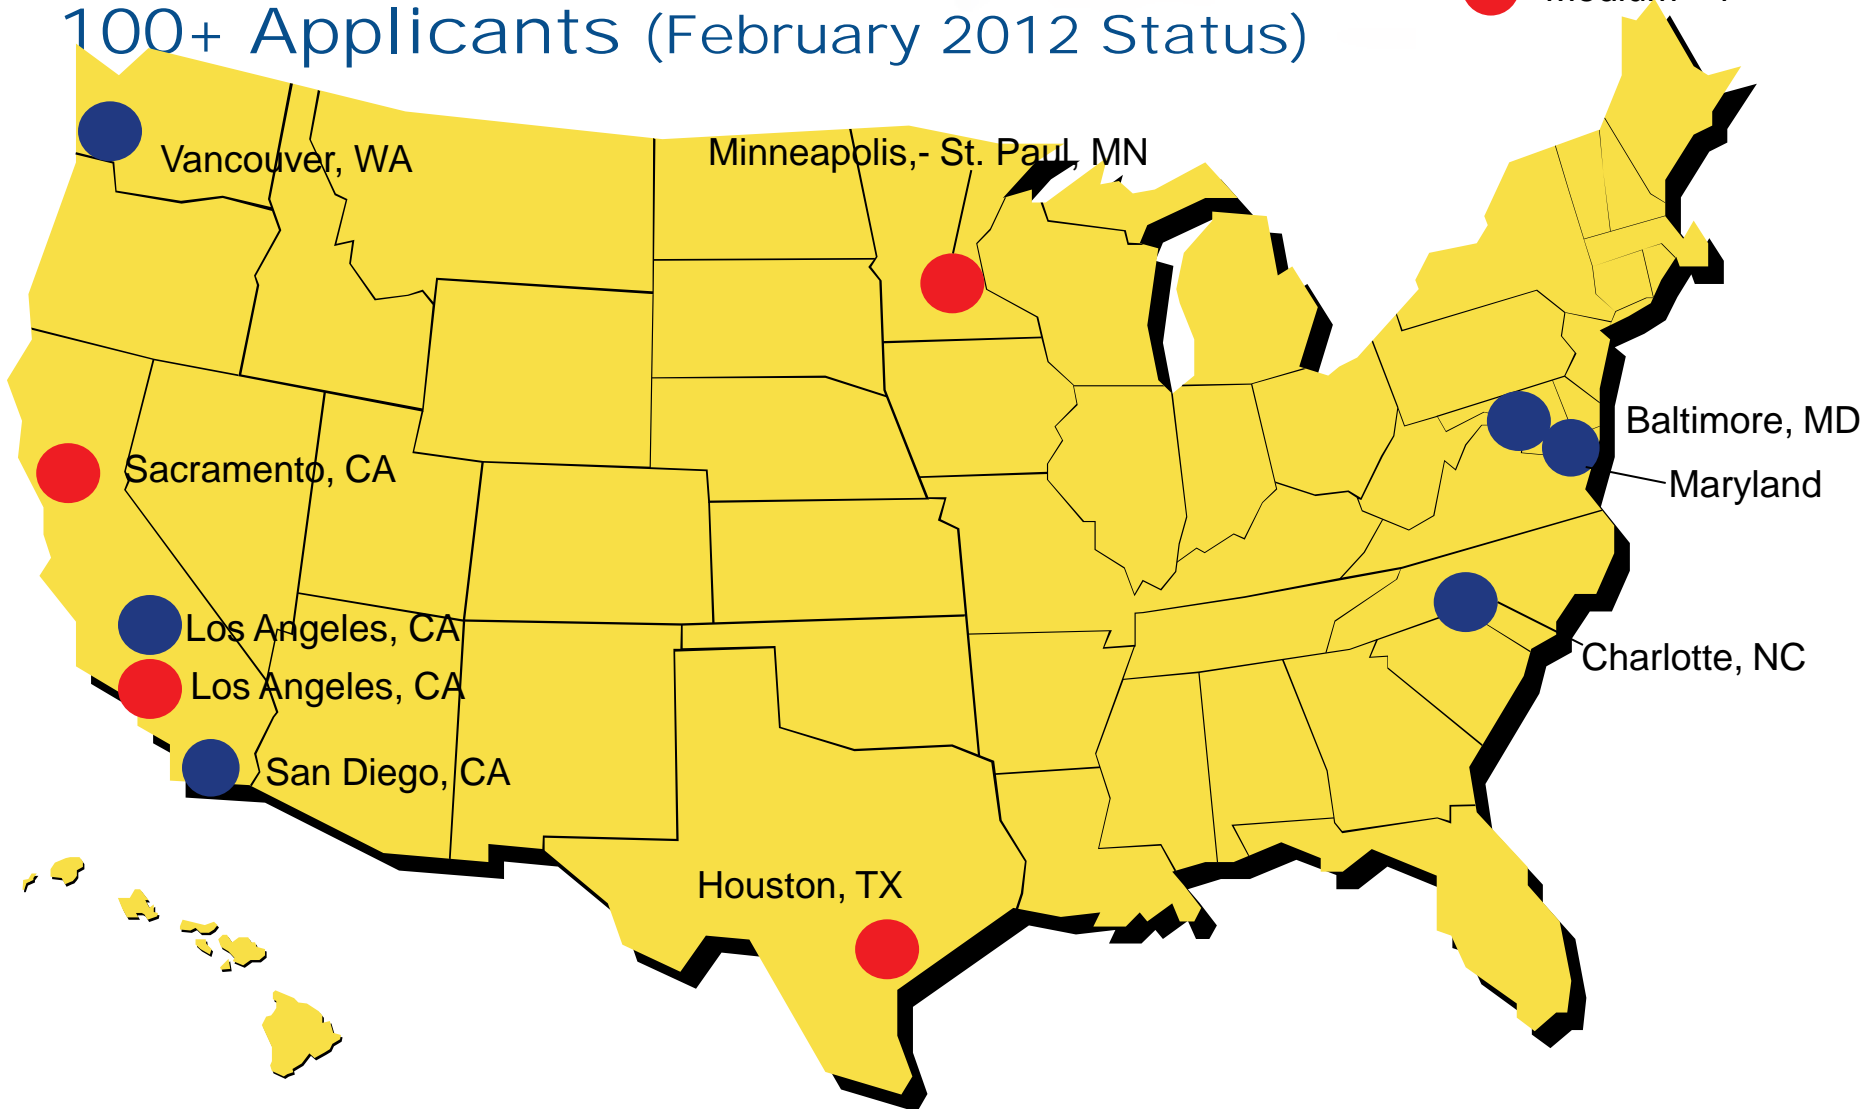 100+ Applicants (February 2012 Status)
Vancouver, WA
Minneapolis,- St. Paul, MN
Baltimore, MD
Sacramento, CA
Maryland
Los Angeles, CA
Charlotte, NC
Los Angeles, CA
San Diego, CA
Houston, TX